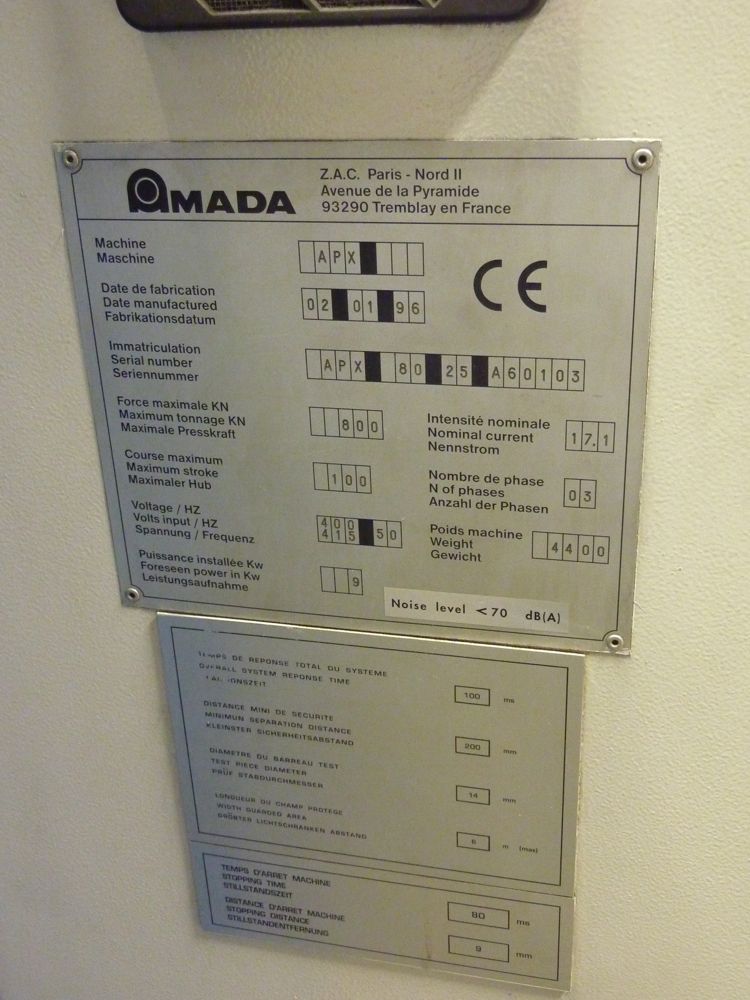 AMADA
Z.A.C. Paris - Nord II
Avenue de la Pyramide
93290 Tremblay en France
Machine
Maschine
APX
CE
Date de fabrication
Date manufactured
Fabrikationsdatum
02 01 96
Immatriculation
Serial number
Seriennummer
APX 80 25 A60103
Force maximale KN
Maximum tonnage KN
Maximale Presskraft
800
Intensité nominale
Nominal current
Nennstrom
17.1
Course maximum
Maximum stroke
Maximaler Hub
100
Nombre de phase
N of phases
Anzahl der Phasen
03
Voltage / HZ
Volts input / HZ
Spannung / Frequenz
400
415 50
Poids machine
Weight
Gewicht
4400
Puissance installée Kw
Foreseen power in Kw
Leistungsaufnahme
9
Noise level <70 dB(A)
TEMPS DE REPONSE TOTAL DU SYSTEME
OVERALL SYSTEM REPONSE TIME
100 ms
DISTANCE MINI DE SECURITE
MINIMUN SEPARATION DISTANCE
KLEINSTER SICHERHEITSABSTAND
200 mm
DIAMETRE DU BARREAU TEST
TEST PIECE DIAMETER
PRÜF STABDURCHMESSER
14 mm
LONGUEUR DU CHAMP PROTEGE
WIDTH GUARDED AREA
GRÖBTER LICHTSCHRANKEN ABSTAND
6 m (max)
TEMPS D'ARRET MACHINE
STOPPING TIME
STILLSTANDSZEIT
80 ms
DISTANCE D'ARRET MACHINE
STOPPING DISTANCE
STILLSTANDENTFERNUNG
9 mm